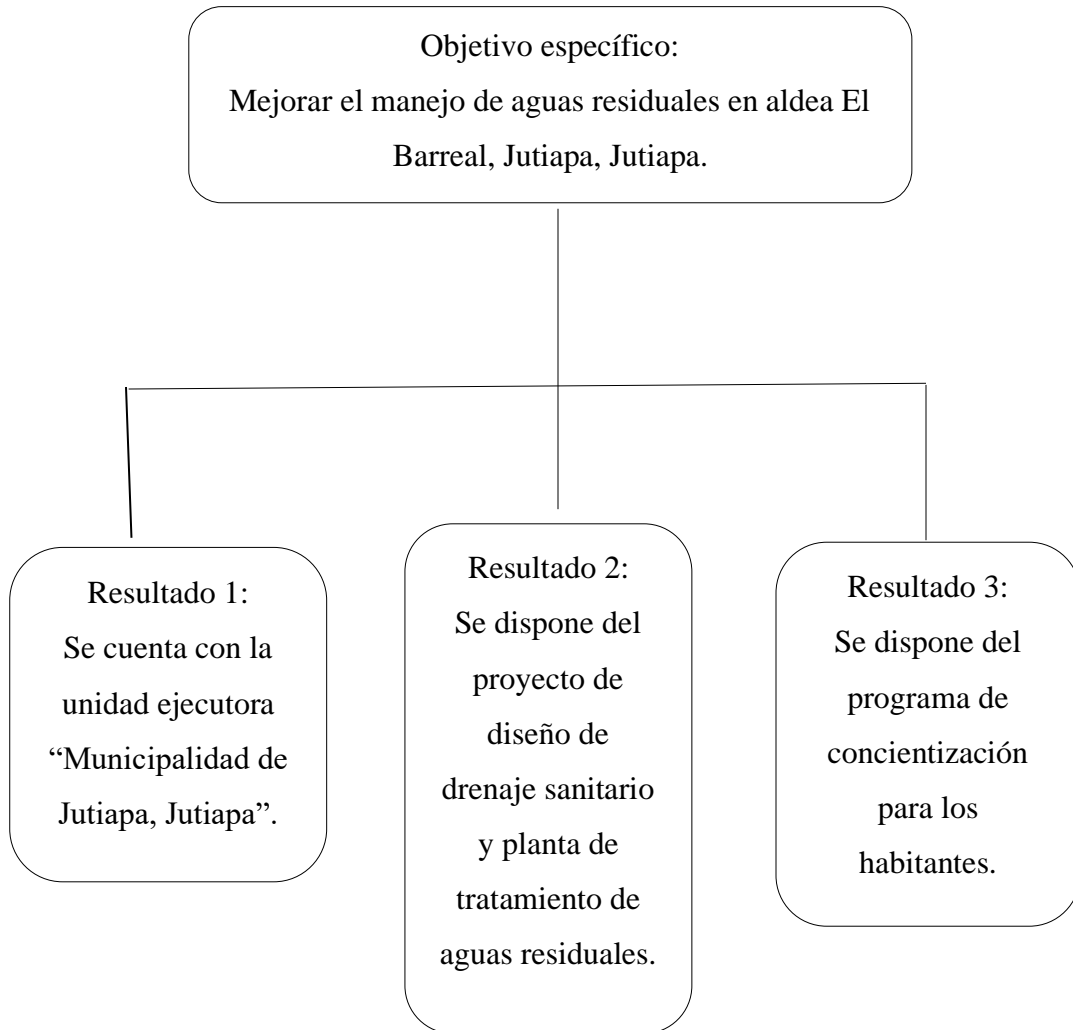 Objetivo específico:
Mejorar el manejo de aguas residuales en aldea El
Barreal, Jutiapa, Jutiapa.
Resultado 1:
Se cuenta con la
unidad ejecutora
“Municipalidad de
Jutiapa, Jutiapa”.
Resultado 2:
Se dispone del
proyecto de
diseño de
drenaje sanitario
y planta de
tratamiento de
aguas residuales.
Resultado 3:
Se dispone del
programa de
concientización
para los
habitantes.